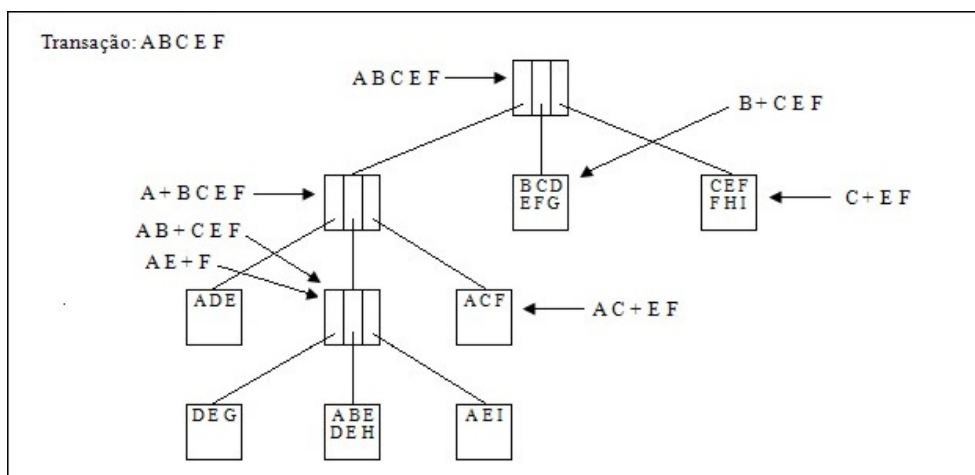 Transação: A B C E F
A B C E F
B + C E F
A + B C E F
B C D
E F G
C E F
F H I
C + E F
A B + C E F
A E + F
A D E
A C F
A C + E F
D E G
A B E
D E H
A E I